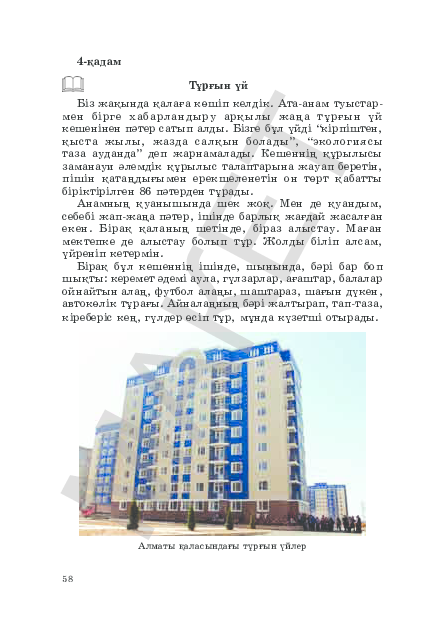 4-қадам
Тұрғын үй
Біз жақында қалаға көшіп келдік. Ата-анам туыстар-
мен бірге хабарландыру арқылы жаңа тұрғын үй
кешенінен пәтер сатып алды. Бізге бұл үйді “кірпіштен,
қыста жылы, жазда салқын болады”, “экологиясы
таза ауданда” деп жарнамалады. Кешеннің құрылысы
заманауи әлемдік құрылыс талаптарына жауап беретін,
пішін қатаңдығымен ерекшеленетін он төрт қабатты
біріктірілген 86 пәтерден тұрады.
Анамның қуанышында шек жоқ. Мен де қуандым,
себебі жап-жаңа пәтер, ішінде барлық жағдай жасалған
екен. Бірақ қаланың шетінде, біраз алыстау. Маған
мектепке де алыстау болып тұр. Жолды біліп алсам,
үйреніп кетермін.
Бірақ бұл кешеннің ішінде, шынында, бәрі бар боп
шықты: керемет әдемі аула, гүлзарлар, ағаштар, балалар
ойнайтын алаң, футбол алаңы, шаштараз, шағын дүкен,
автокөлік тұрағы. Айналаңның бәрі жалтырап, тап-таза,
кіреберіс кең, гүлдер өсіп тұр, мұнда күзетші отырады.
Алматы қаласындағы тұрғын үйлер
58